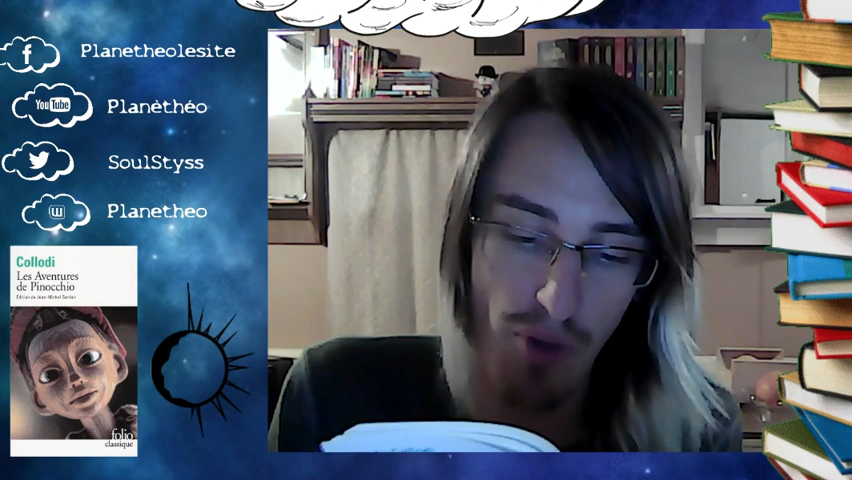 f
Planetheolesite
You Tube
Planèthéo
SoulStyss
w
Planetheo
Collodi
Les Aventures
de Pinocchio
folio
classique